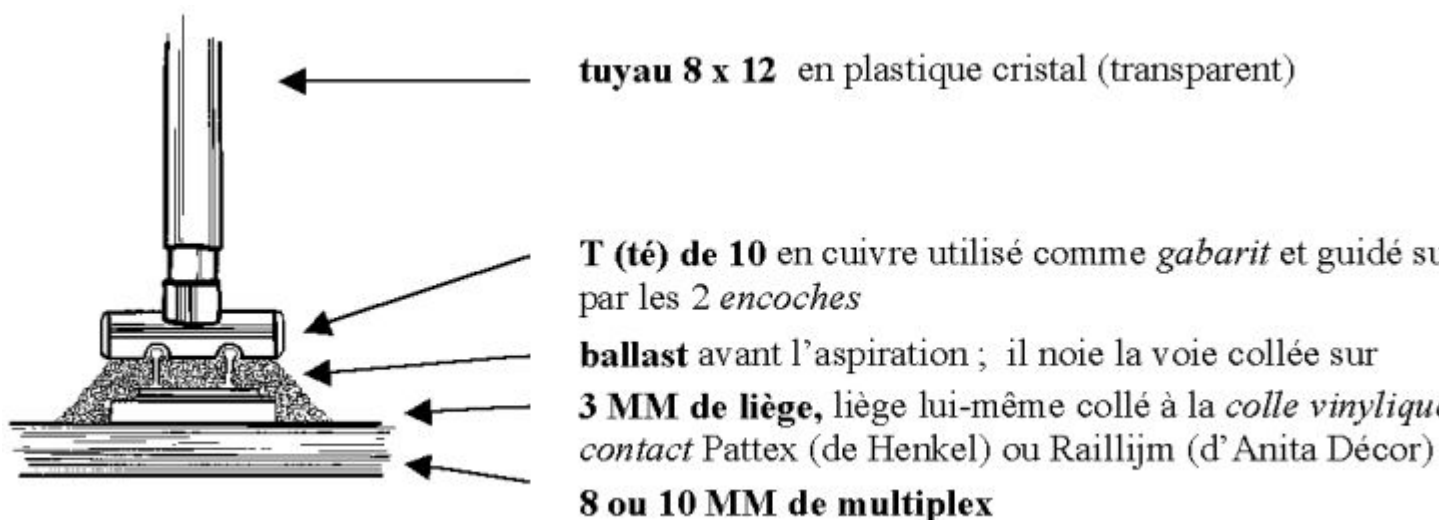 tuyau 8 x 12 en plastique cristal (transparent)
T (té) de 10 en cuivre utilisé comme gabarit et guidé
par les 2 encoches
ballast avant l'aspiration ; il noie la voie collée sur
3 MM de liège, liège lui-même collé à la colle vinylique
contact Pattex (de Henkel) ou Raillijm (d'Anita Décor)
8 ou 10 MM de multiplex